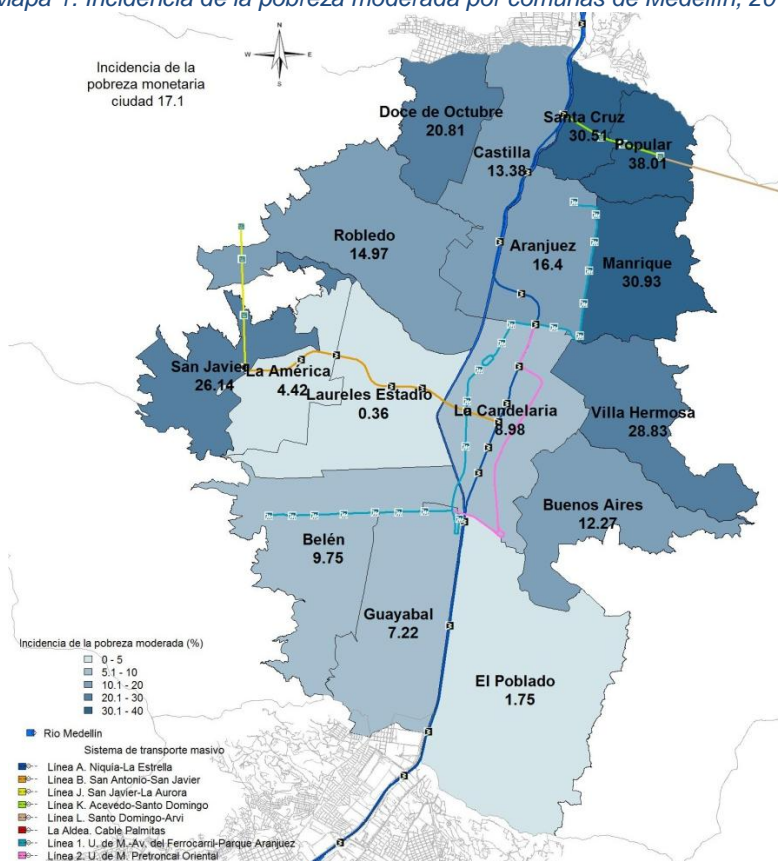 Mapa 1. Incidencia de la pobreza moderada por comunas de Medellín, 20
Incidencia de la
pobreza monetaria
ciudad 17.1
N
W E
S
Doce de Octubre
20.81
Santa Cruz
30.51
Popular
38.01
Castilla
13.38
Robledo
14.97
Aranjuez
16.4
Manrique
30.93
San Javier
26.14
La América
4.42
Laureles Estadio
0.36
La Candelaria
8.98
Villa Hermosa
28.83
Buenos Aires
12.27
Belén
9.75
Guayabal
7.22
El Poblado
1.75
Incidencia de la pobreza moderada (%)
0 - 5
5.1 - 10
10.1 - 20
20.1 - 30
30.1 - 40
Rio Medellin
Sistema de transporte masivo
Línea A. Niquía-La Estrella
Línea B. San Antonio-San Javier
Línea J. San Javier-La Aurora
Línea K. Acevedo-Santo Domingo
Línea L. Santo Domingo-Arvi
La Aldea. Cable Palmitas
Línea 1. U. de M.-Av. del Ferrocarril-Parque Aranjuez
Línea 2. U. de M. Pretroncal Oriental